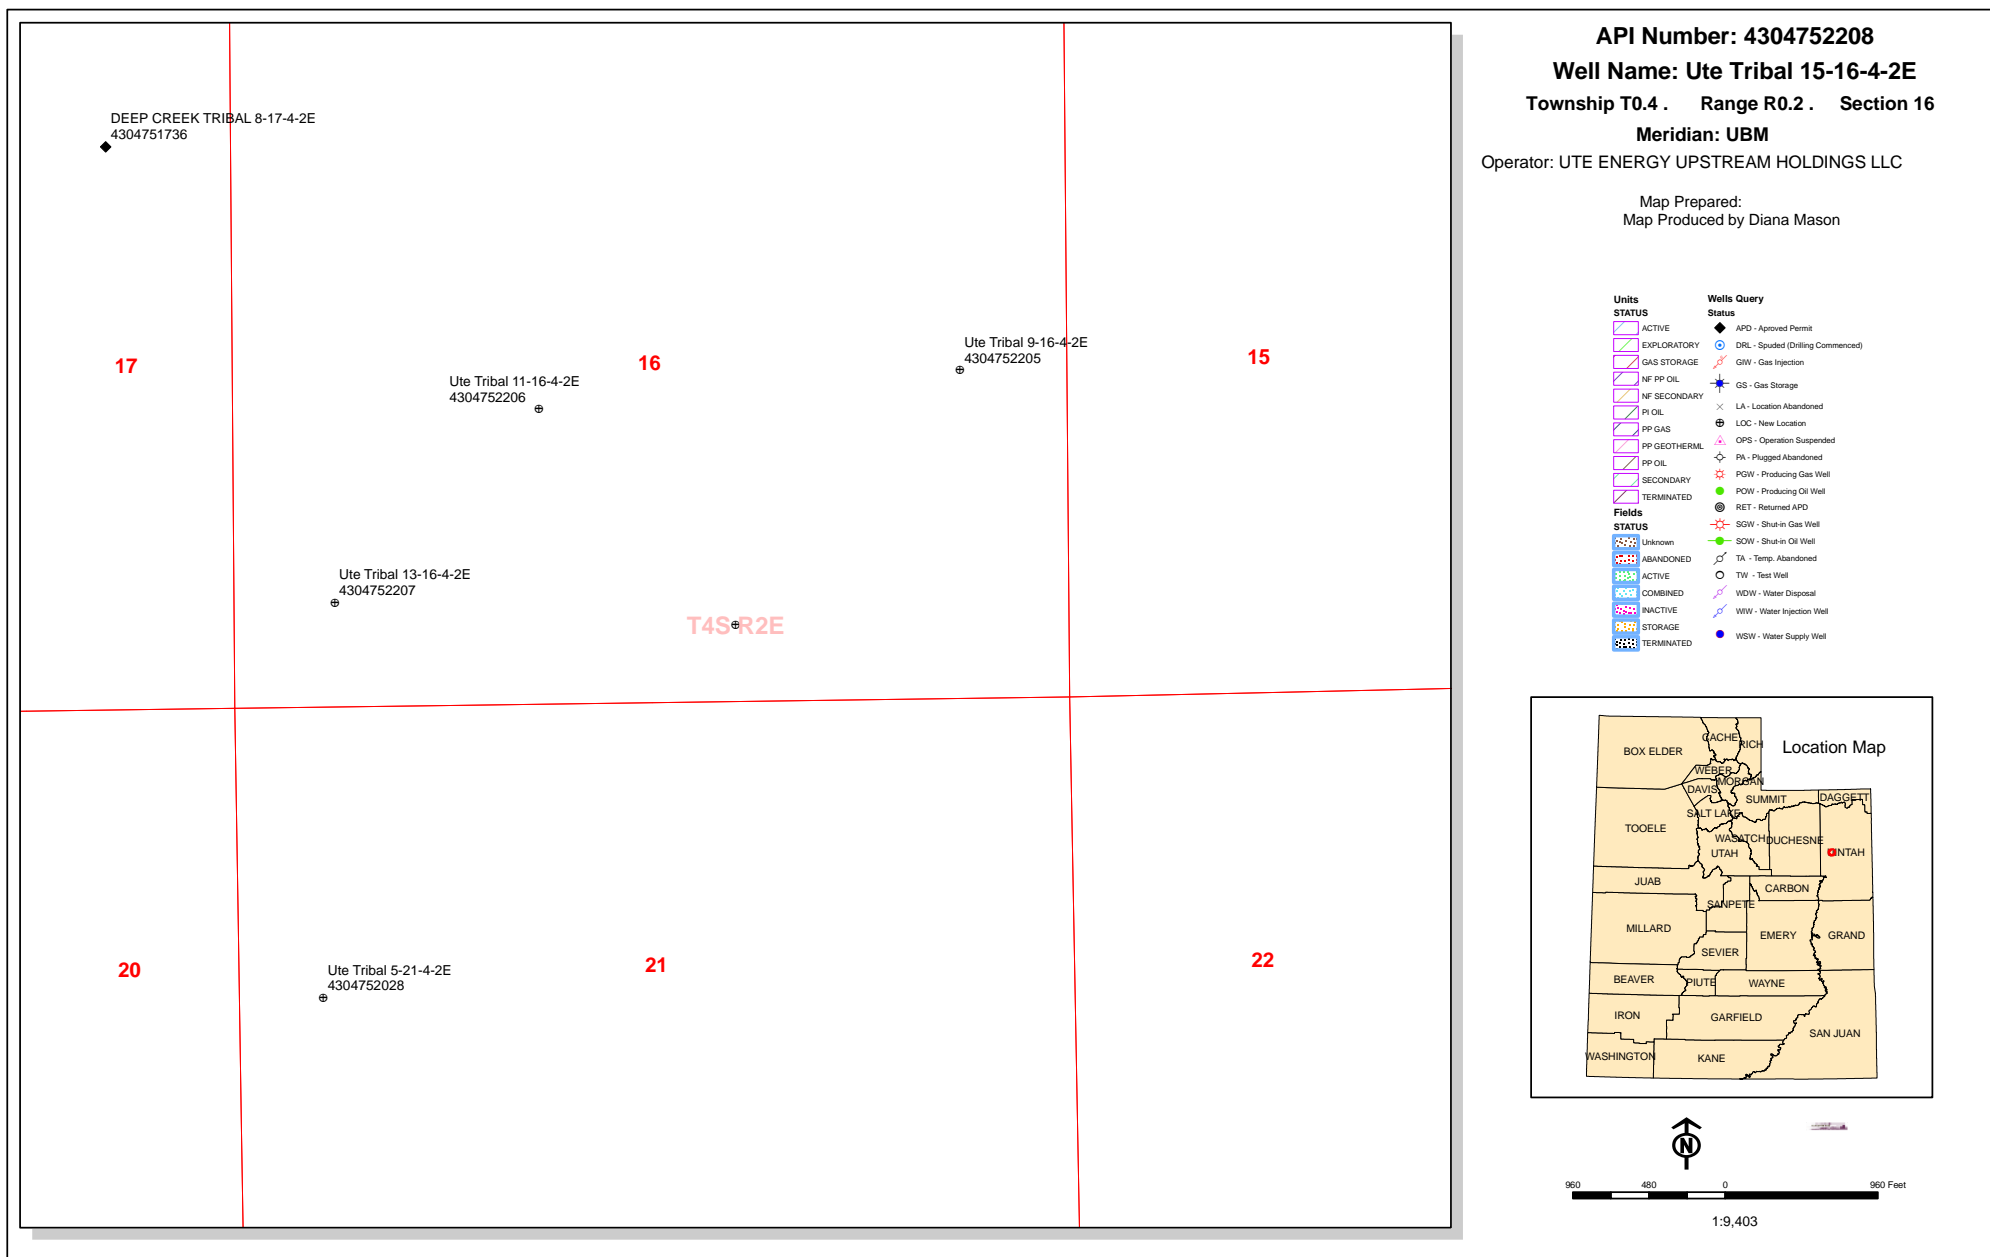 API Number: 4304752208
Well Name: Ute Tribal 15-16-4-2E
Township T0.4 . Range R0.2 . Section 16
Meridian: UBM
Operator: UTE ENERGY UPSTREAM HOLDINGS LLC
Map Prepared:
Map Produced by Diana Mason
DEEP CREEK TRIBAL 8-17-4-2E
4304751736
17
16
15
Ute Tribal 9-16-4-2E
4304752205
Ute Tribal 11-16-4-2E
4304752206
Ute Tribal 13-16-4-2E
4304752207
T4S R2E
20
21
22
Ute Tribal 5-21-4-2E
4304752028
Units
STATUS
ACTIVE
EXPLORATORY
GAS STORAGE
NF PP OIL
NF SECONDARY
PI OIL
PP GAS
PP GEOTHERML
PP OIL
SECONDARY
TERMINATED
Fields
STATUS
Unknown
ABANDONED
ACTIVE
COMBINED
INACTIVE
STORAGE
TERMINATED
Wells Query
Status
APD - Aproved Permit
DRL - Spuded (Drilling Commenced)
GIW - Gas Injection
GS - Gas Storage
LA - Location Abandoned
LOC - New Location
OPS - Operation Suspended
PA - Plugged Abandoned
PGW - Producing Gas Well
POW - Producing Oil Well
RET - Returned APD
SGW - Shut-in Gas Well
SOW - Shut-in Oil Well
TA - Temp. Abandoned
TW - Test Well
WDW - Water Disposal
WIW - Water Injection Well
WSW - Water Supply Well
Location Map
BOX ELDER
CACHE
RICH
WEBER
MORGAN
DAVIS
SUMMIT
DAGGETT
SALT LAKE
TOOELE
WASATCH
DUCHESNE
UTAH
UINTAH
JUAB
CARBON
SANPETE
MILLARD
EMERY
GRAND
SEVIER
BEAVER
PIUTE
WAYNE
IRON
GARFIELD
SAN JUAN
WASHINGTON
KANE
N
960 480 0 960 Feet
1:9,403